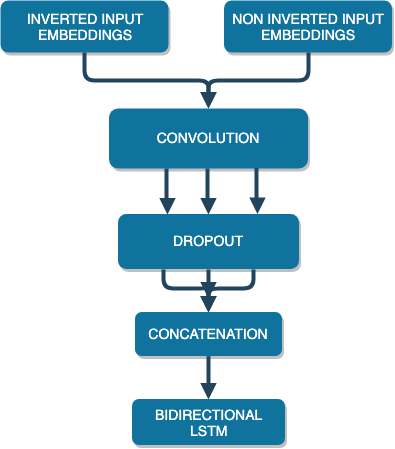 INVERTED INPUT
EMBEDDINGS
NON INVERTED INPUT
EMBEDDINGS
CONVOLUTION
DROPOUT
CONCATENATION
BIDIRECTIONAL
LSTM